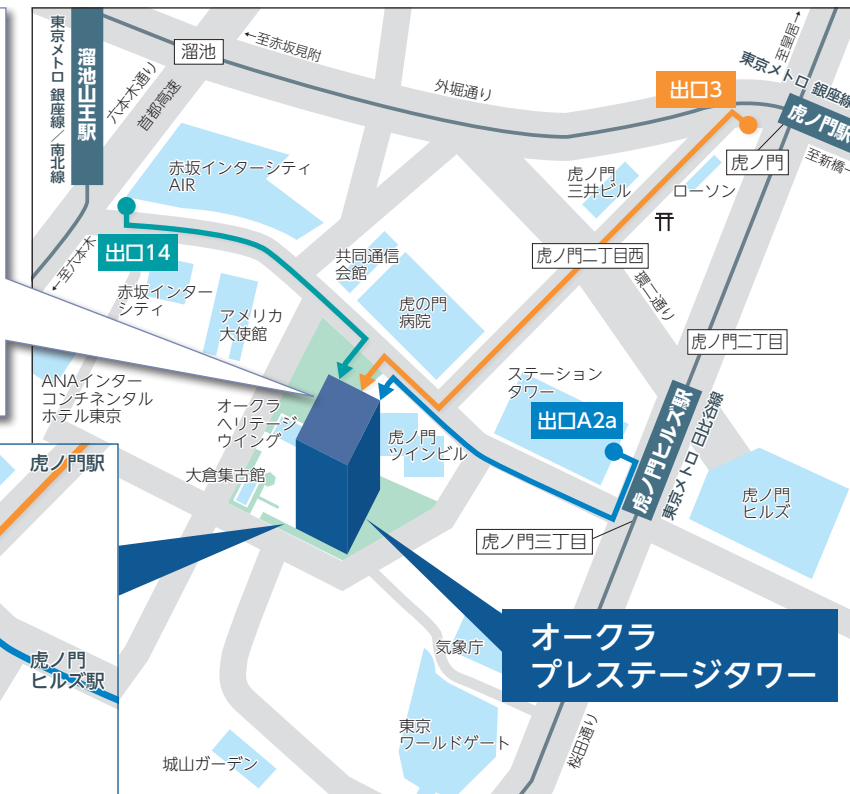 東京メトロ 銀座線／南北線
溜池山王駅
六本木通り
首都高速
溜池
←至赤坂見附
外堀通り
出口3
至皇居→
東京メトロ 銀座線
虎ノ門駅
虎ノ門
至新橋→
赤坂インターシティ
AIR
虎ノ門
三井ビル
ローソン
出口14
←至六本木
共同通信
会館
虎ノ門二丁目西
環二通り
赤坂インター
シティ
アメリカ
大使館
虎の門
病院
虎ノ門二丁目
ANAインター
コンチネンタル
ホテル東京
オークラ
ヘリテージ
ウイング
ステーション
タワー
出口A2a
虎ノ門ヒルズ駅
東京メトロ 日比谷線
虎ノ門
ツインビル
虎ノ門駅
大倉集古館
虎ノ門
ヒルズ
虎ノ門三丁目
オークラ
プレステージタワー
気象庁
虎ノ門
ヒルズ駅
東京
ワールドゲート
桜田通り
城山ガーデン